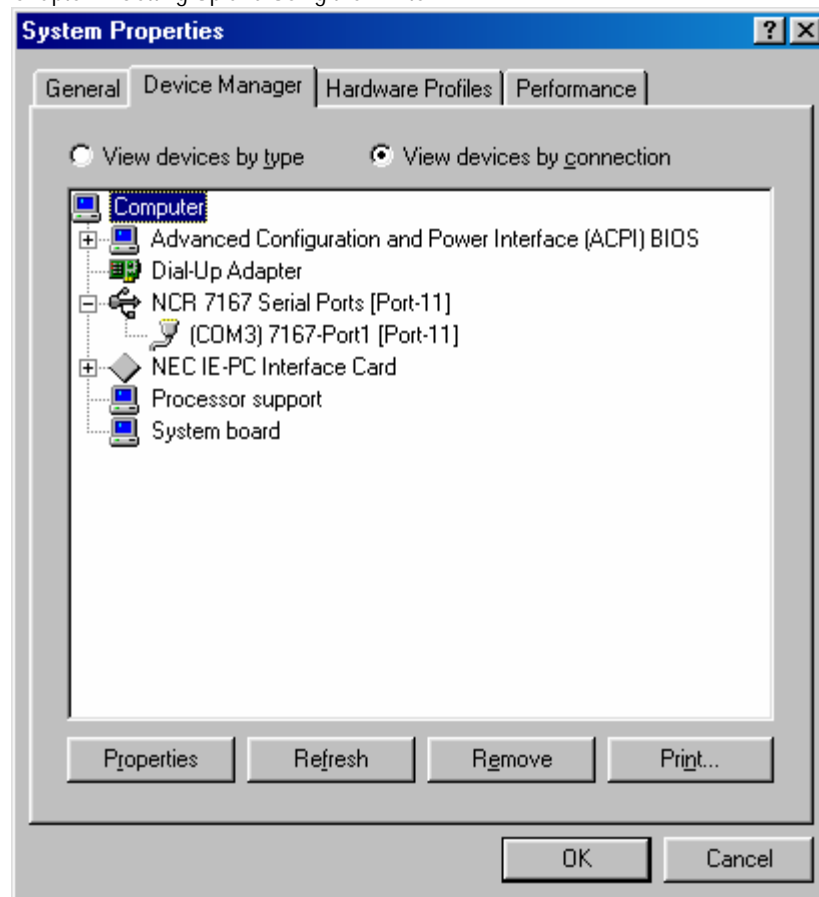 System Properties
General Device Manager Hardware Profiles Performance
View devices by type View devices by connection
Computer
Advanced Configuration and Power Interface (ACPI) BIOS
Dial-Up Adapter
NCR 7167 Serial Ports [Port-11]
(COM3) 7167-Port1 [Port-11]
NEC IE-PC Interface Card
Processor support
System board
Properties Refresh Remove Print...
OK Cancel